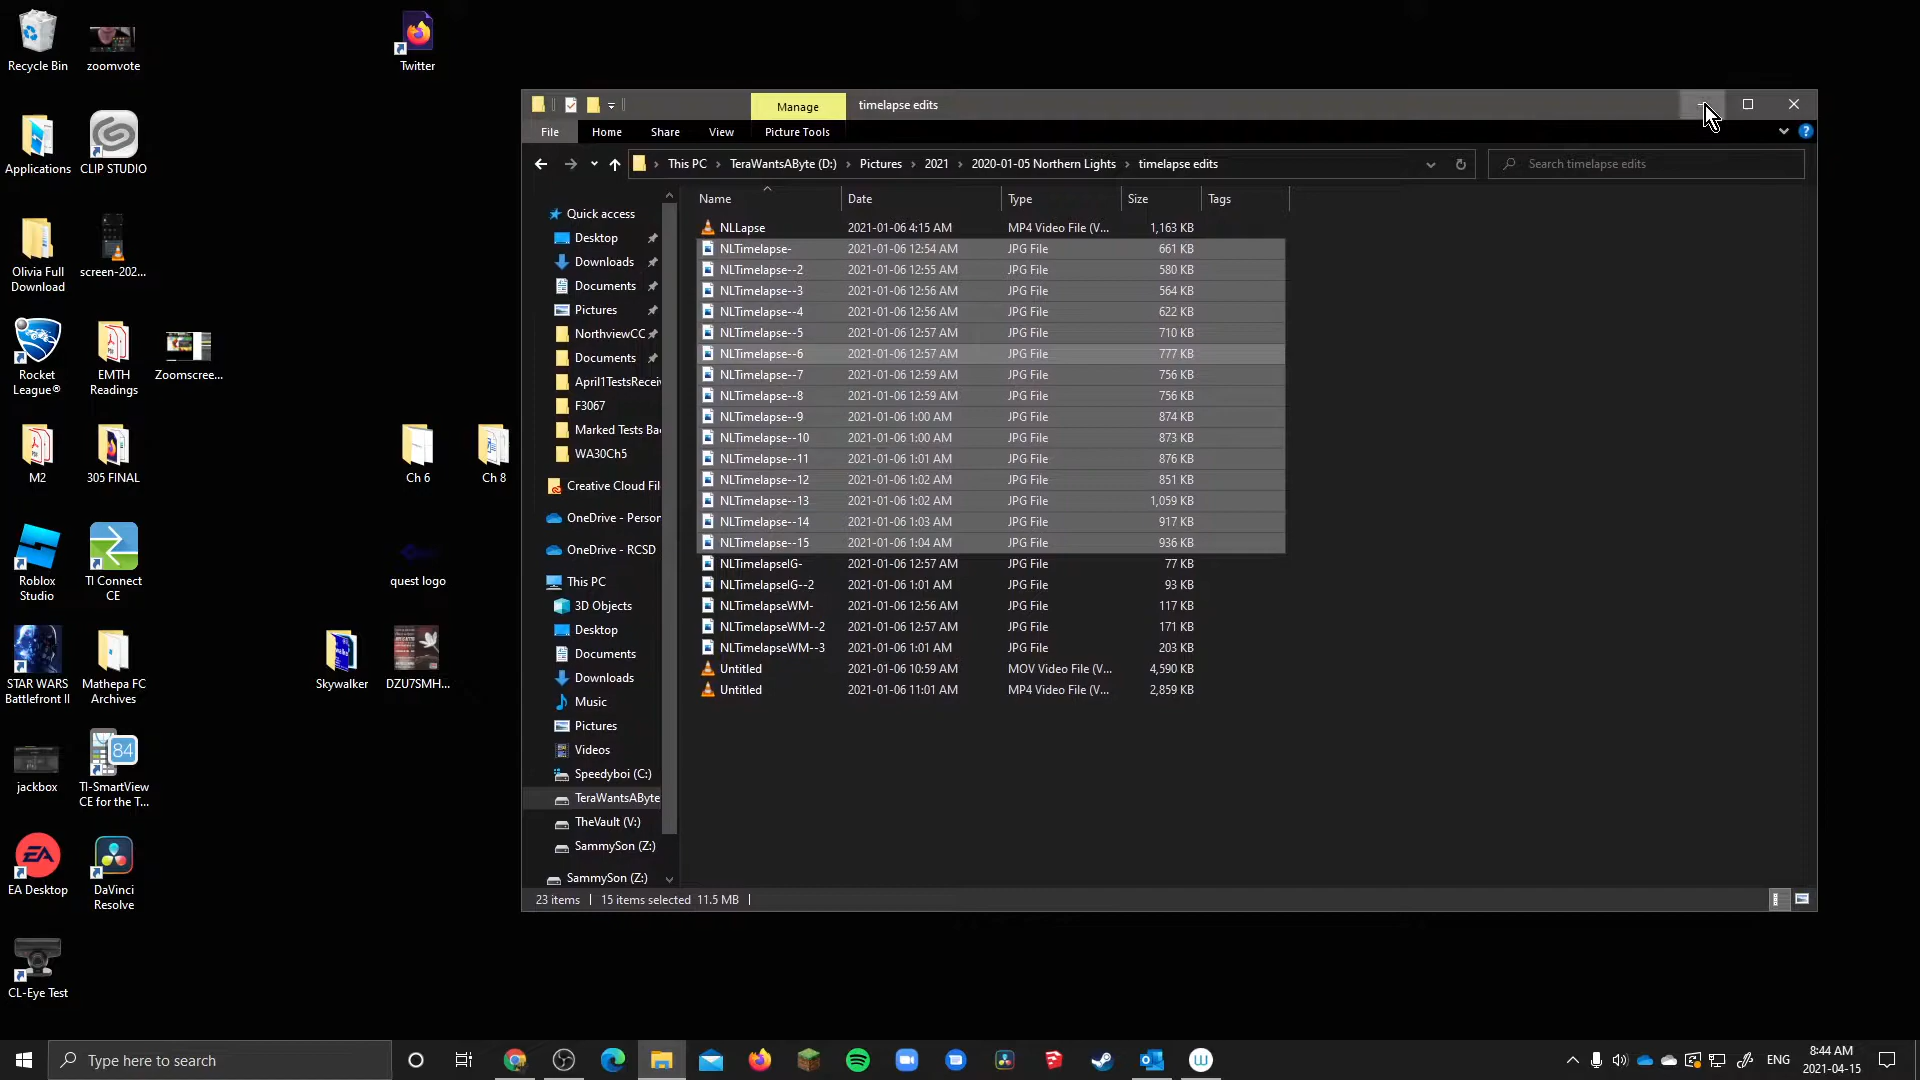 Recycle Bin
zoomvote
Twitter
Applications
CLIP STUDIO
Olivia Full
Download
screen-202...
Rocket
League®
EMTH
Readings
Zoomscree...
M2
305 FINAL
Ch 6
Ch 8
Roblox
Studio
TI Connect
CE
quest logo
STAR WARS
Battlefront II
Mathepa FC
Archives
Skywalker
DZU7SMH...
jackbox
84
TI-SmartView
CE for the T...
EA
EA Desktop
DaVinci
Resolve
CL-Eye Test
Manage
timelapse edits
File
Home
Share
View
Picture Tools
This PC > TeraWantsAByte (D:) > Pictures > 2021 > 2020-01-05 Northern Lights > timelapse edits
Search timelapse edits
Quick access
Desktop
Downloads
Documents
Pictures
NorthviewCC
Documents
April1TestsReceiv
F3067
Marked Tests Ba
WA30Ch5
Creative Cloud Fil
OneDrive - Person
OneDrive - RCSD
This PC
3D Objects
Desktop
Documents
Downloads
Music
Pictures
Videos
Speedyboi (C:)
TeraWantsAByte
TheVault (V:)
SammySon (Z:)
SammySon (Z:)
Name Date Type Size Tags
NLLapse 2021-01-06 4:15 AM MP4 Video File (V... 1,163 KB
NLTimelapse- 2021-01-06 12:54 AM JPG File 661 KB
NLTimelapse--2 2021-01-06 12:55 AM JPG File 580 KB
NLTimelapse--3 2021-01-06 12:56 AM JPG File 564 KB
NLTimelapse--4 2021-01-06 12:56 AM JPG File 622 KB
NLTimelapse--5 2021-01-06 12:57 AM JPG File 710 KB
NLTimelapse--6 2021-01-06 12:57 AM JPG File 777 KB
NLTimelapse--7 2021-01-06 12:59 AM JPG File 756 KB
NLTimelapse--8 2021-01-06 12:59 AM JPG File 756 KB
NLTimelapse--9 2021-01-06 1:00 AM JPG File 874 KB
NLTimelapse--10 2021-01-06 1:00 AM JPG File 873 KB
NLTimelapse--11 2021-01-06 1:01 AM JPG File 876 KB
NLTimelapse--12 2021-01-06 1:02 AM JPG File 851 KB
NLTimelapse--13 2021-01-06 1:02 AM JPG File 1,059 KB
NLTimelapse--14 2021-01-06 1:03 AM JPG File 917 KB
NLTimelapse--15 2021-01-06 1:04 AM JPG File 936 KB
NLTimelapseIG- 2021-01-06 12:57 AM JPG File 77 KB
NLTimelapseIG--2 2021-01-06 1:01 AM JPG File 93 KB
NLTimelapseWM- 2021-01-06 12:56 AM JPG File 117 KB
NLTimelapseWM--2 2021-01-06 12:57 AM JPG File 171 KB
NLTimelapseWM--3 2021-01-06 1:01 AM JPG File 203 KB
Untitled 2021-01-06 10:59 AM MOV Video File (V... 4,590 KB
Untitled 2021-01-06 11:01 AM MP4 Video File (V... 2,859 KB
23 items | 15 items selected 11.5 MB |
Type here to search
ENG
8:44 AM
2021-04-15